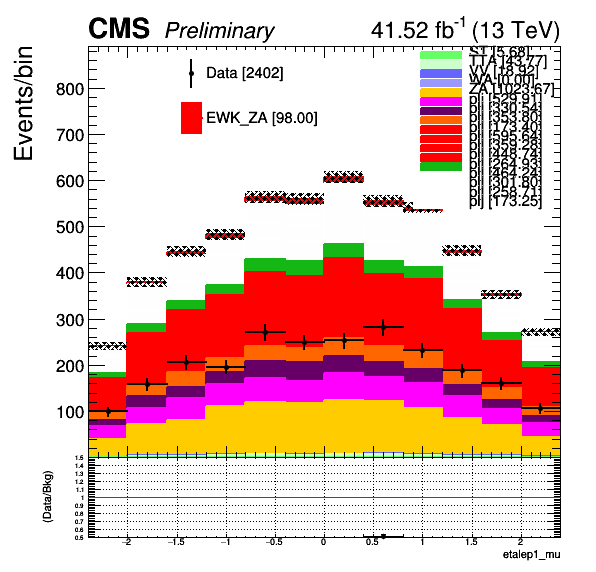 CMS Preliminary 41.52 fb-1 (13 TeV)
Events/bin
800
700
600
500
400
300
200
100
Data [2402]
EWK_ZA [98.00]
ST [5.68]
TTA [43.77]
VV [18.92]
WA [0.00]
ZA [1023.67]
plj [529.91]
plj [330.54]
plj [353.80]
plj [173.40]
plj [595.64]
plj [359.28]
plj [448.74]
plj [264.93]
plj [464.24]
plj [301.80]
plj [258.71]
plj [173.25]
(Data/Bkg)
1.5
1.4
1.3
1.2
1.1
1
0.9
0.8
0.7
0.6
0.5
−2 −1.5 −1 −0.5 0 0.5 1 1.5 2
etalep1_mu